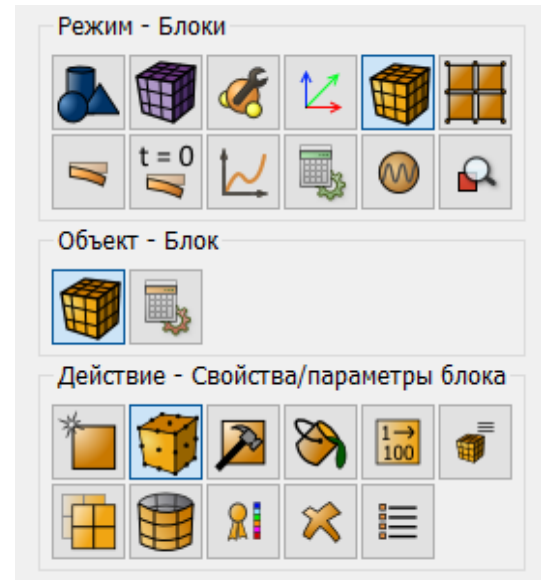 Режим - Блоки
t = 0
Объект - Блок
Действие - Свойства/параметры блока
1→
100